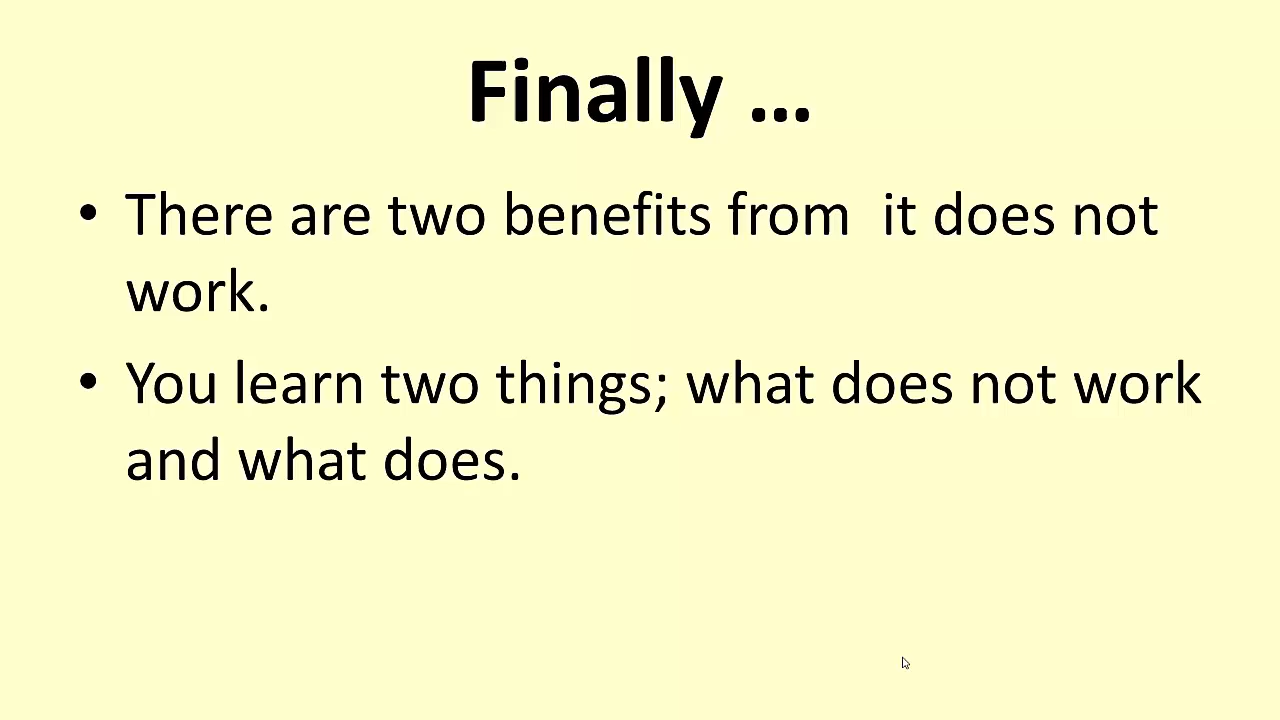 Finally …
• There are two benefits from  it does not
work.
• You learn two things; what does not work
and what does.